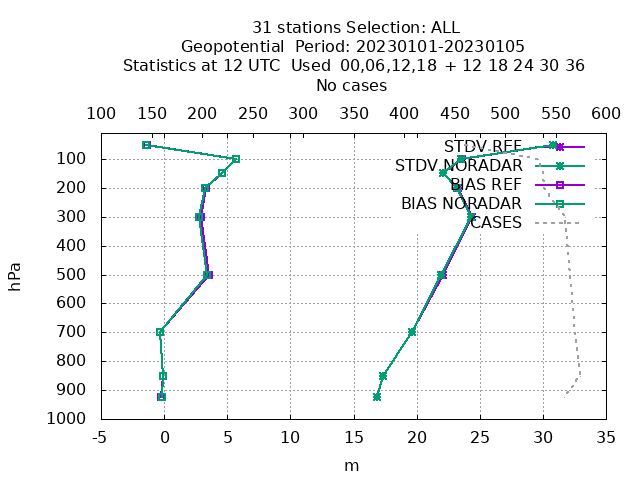 31 stations Selection: ALL
Geopotential  Period: 20230101-20230105
Statistics at 12 UTC  Used  00,06,12,18  + 12 18 24 30 36
No cases
100 150 200 250 300 350 400 450 500 550 600
STDV REF
STDV NORADAR
BIAS REF
BIAS NORADAR
CASES
100
200
300
400
500
600
700
800
900
1000
hPa
-5 0 5 10 15 20 25 30 35
m